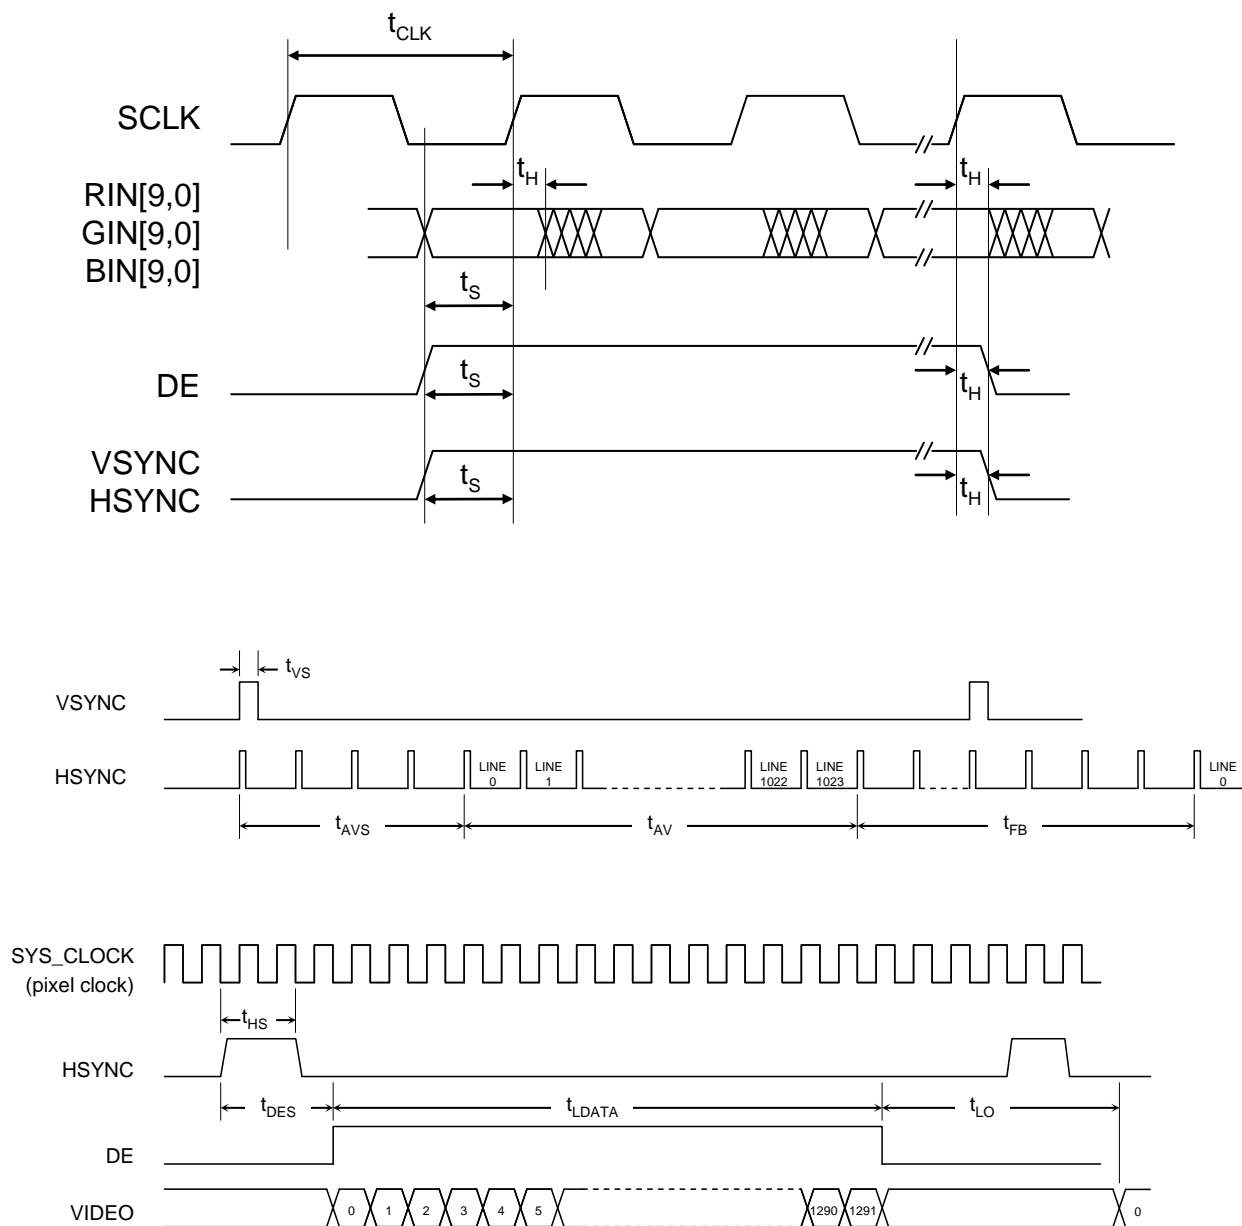 tCLK
SCLK
tH
tH
RIN[9,0]
GIN[9,0]
BIN[9,0]
tS
DE
tS
tH
VSYNC
HSYNC
tS
tH
tVS
VSYNC
HSYNC
LINE 0
LINE 1
LINE 1022
LINE 1023
LINE 0
tAVS
tAV
tFB
SYS_CLOCK
(pixel clock)
tHS
HSYNC
tDES
tLDATA
tLO
DE
VIDEO
0 1 2 3 4 5 1290 1291 0